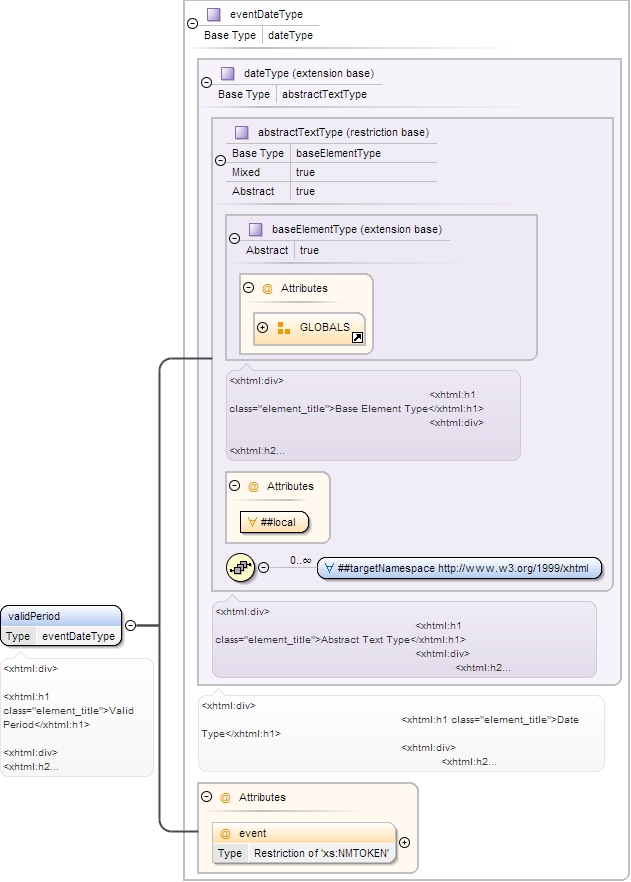 eventDateType
Base Type dateType
dateType (extension base)
Base Type abstractTextType
abstractTextType (restriction base)
Base Type baseElementType
Mixed true
Abstract true
baseElementType (extension base)
Abstract true
@ Attributes
GLOBALS
<xhtml:div>
<xhtml:h1
class="element_title">Base Element Type</xhtml:h1>
<xhtml:div>
<xhtml:h2...
@ Attributes
∀ ##local
0..∞
∀ ##targetNamespace http://www.w3.org/1999/xhtml
<xhtml:div>
<xhtml:h1
class="element_title">Abstract Text Type</xhtml:h1>
<xhtml:div>
<xhtml:h2...
validPeriod
Type eventDateType
<xhtml:div>
<xhtml:h1
class="element_title">Valid
Period</xhtml:h1>
<xhtml:div>
<xhtml:h2...
<xhtml:div>
<xhtml:h1 class="element_title">Date
Type</xhtml:h1>
<xhtml:div>
<xhtml:h2...
@ Attributes
@ event
Type Restriction of 'xs:NMTOKEN'